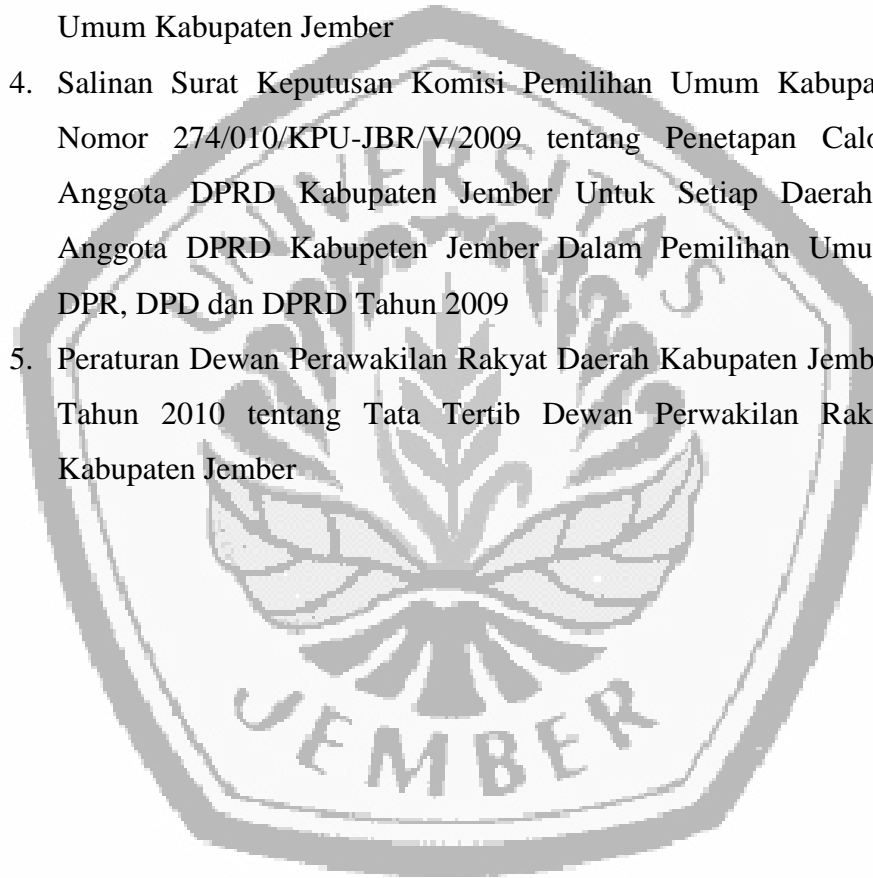 Umum Kabupaten Jember
4. Salinan Surat Keputusan Komisi Pemilihan Umum Kabupa
Nomor 274/010/KPU-JBR/V/2009 tentang Penetapan Calo
Anggota DPRD Kabupaten Jember Untuk Setiap Daerah
Anggota DPRD Kabupeten Jember Dalam Pemilihan Umu
DPR, DPD dan DPRD Tahun 2009
5. Peraturan Dewan Perawakilan Rakyat Daerah Kabupaten Jemb
Tahun 2010 tentang Tata Tertib Dewan Perwakilan Rak
Kabupaten Jember
UNIVERSITAS
JEMBER